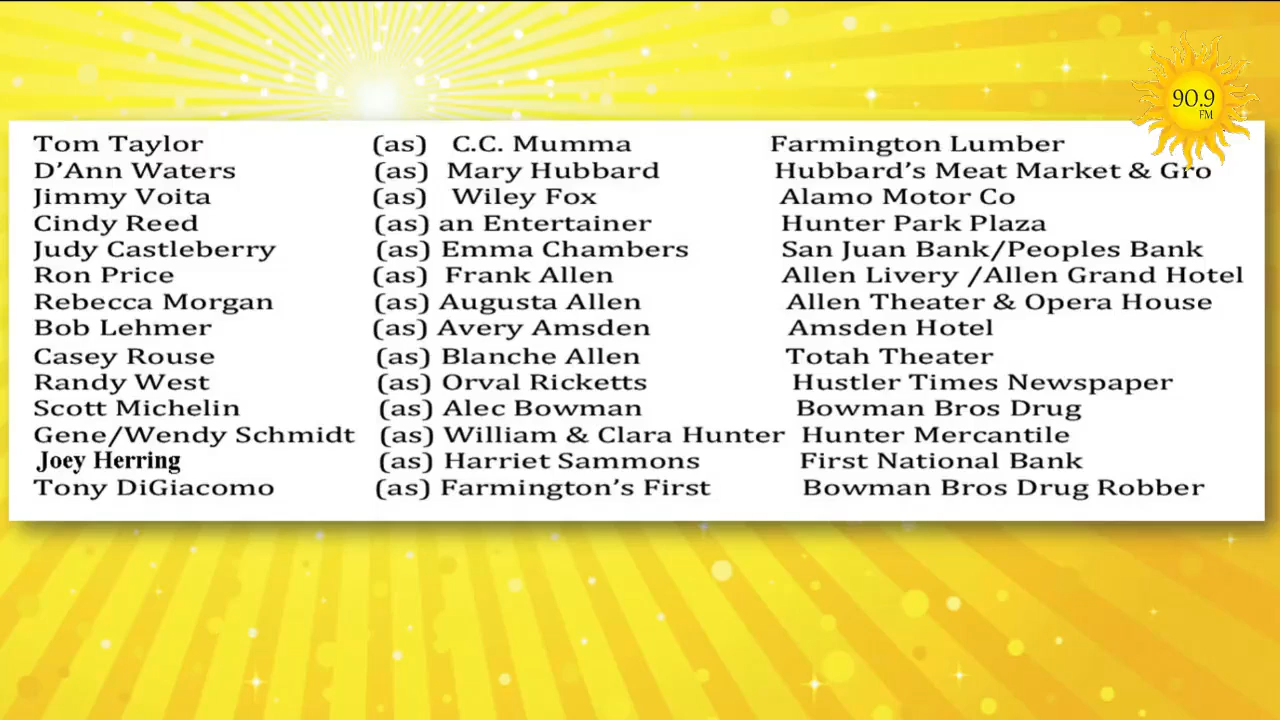 90.9
FM
Tom Taylor (as) C.C. Mumma Farmington Lumber
D’Ann Waters (as) Mary Hubbard Hubbard’s Meat Market & Gro
Jimmy Voita (as) Wiley Fox Alamo Motor Co
Cindy Reed (as) an Entertainer Hunter Park Plaza
Judy Castleberry (as) Emma Chambers San Juan Bank/Peoples Bank
Ron Price (as) Frank Allen Allen Livery /Allen Grand Hotel
Rebecca Morgan (as) Augusta Allen Allen Theater & Opera House
Bob Lehmer (as) Avery Amsden Amsden Hotel
Casey Rouse (as) Blanche Allen Totah Theater
Randy West (as) Orval Ricketts Hustler Times Newspaper
Scott Michelin (as) Alec Bowman Bowman Bros Drug
Gene/Wendy Schmidt (as) William & Clara Hunter Hunter Mercantile
Joey Herring (as) Harriet Sammons First National Bank
Tony DiGiacomo (as) Farmington’s First Bowman Bros Drug Robber